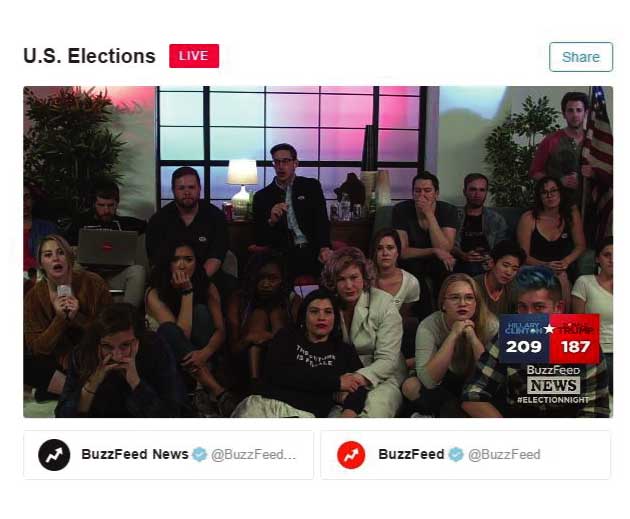 U.S. Elections LIVE Share
THE FUTURE
IS FEMALE
HILLARY
CLINTON
TRUMP
209 187
BuzzFeed
NEWS
#ELECTIONNIGHT
BuzzFeed News @BuzzFeed...
BuzzFeed @BuzzFeed